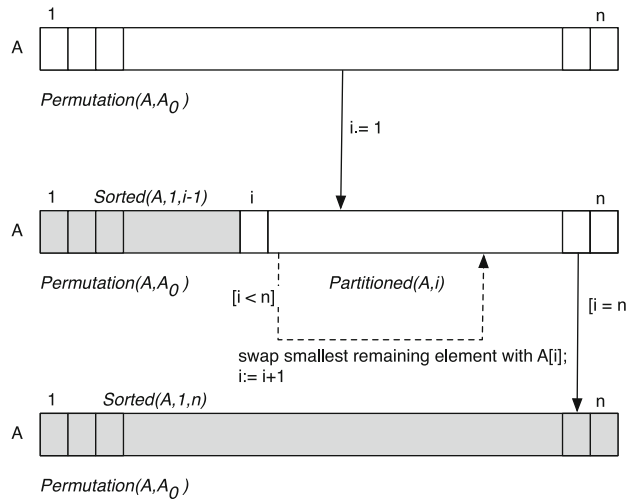 1 n
A
Permutation(A,A0 )
i.= 1
1 Sorted(A,1,i-1) i n
A
Permutation(A,A0 ) [i < n] Partitioned(A,i) [i = n
swap smallest remaining element with A[i];
i:= i+1
1 Sorted(A,1,n) n
A
Permutation(A,A0 )